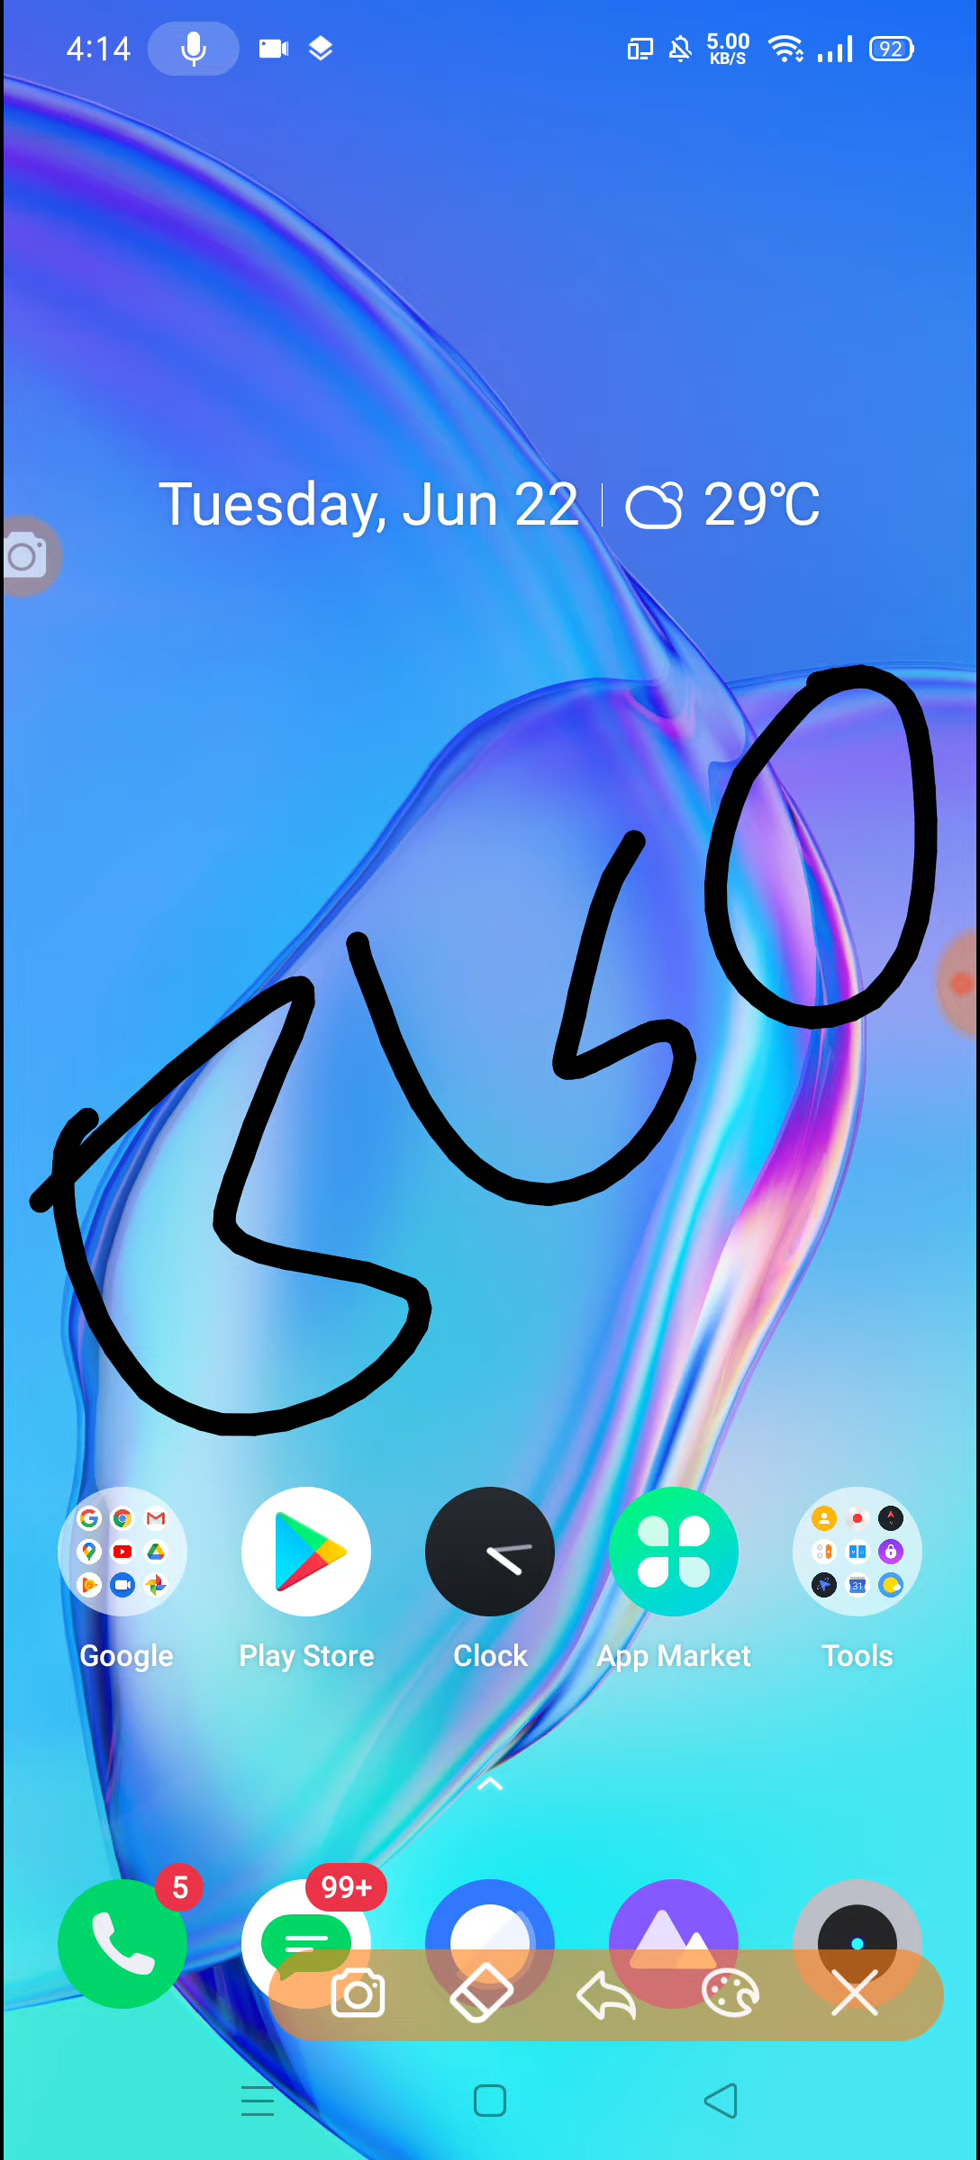 4:14 5.00 KB/S 92
Tuesday, Jun 22 29℃
Google Play Store Clock App Market Tools
5 99+